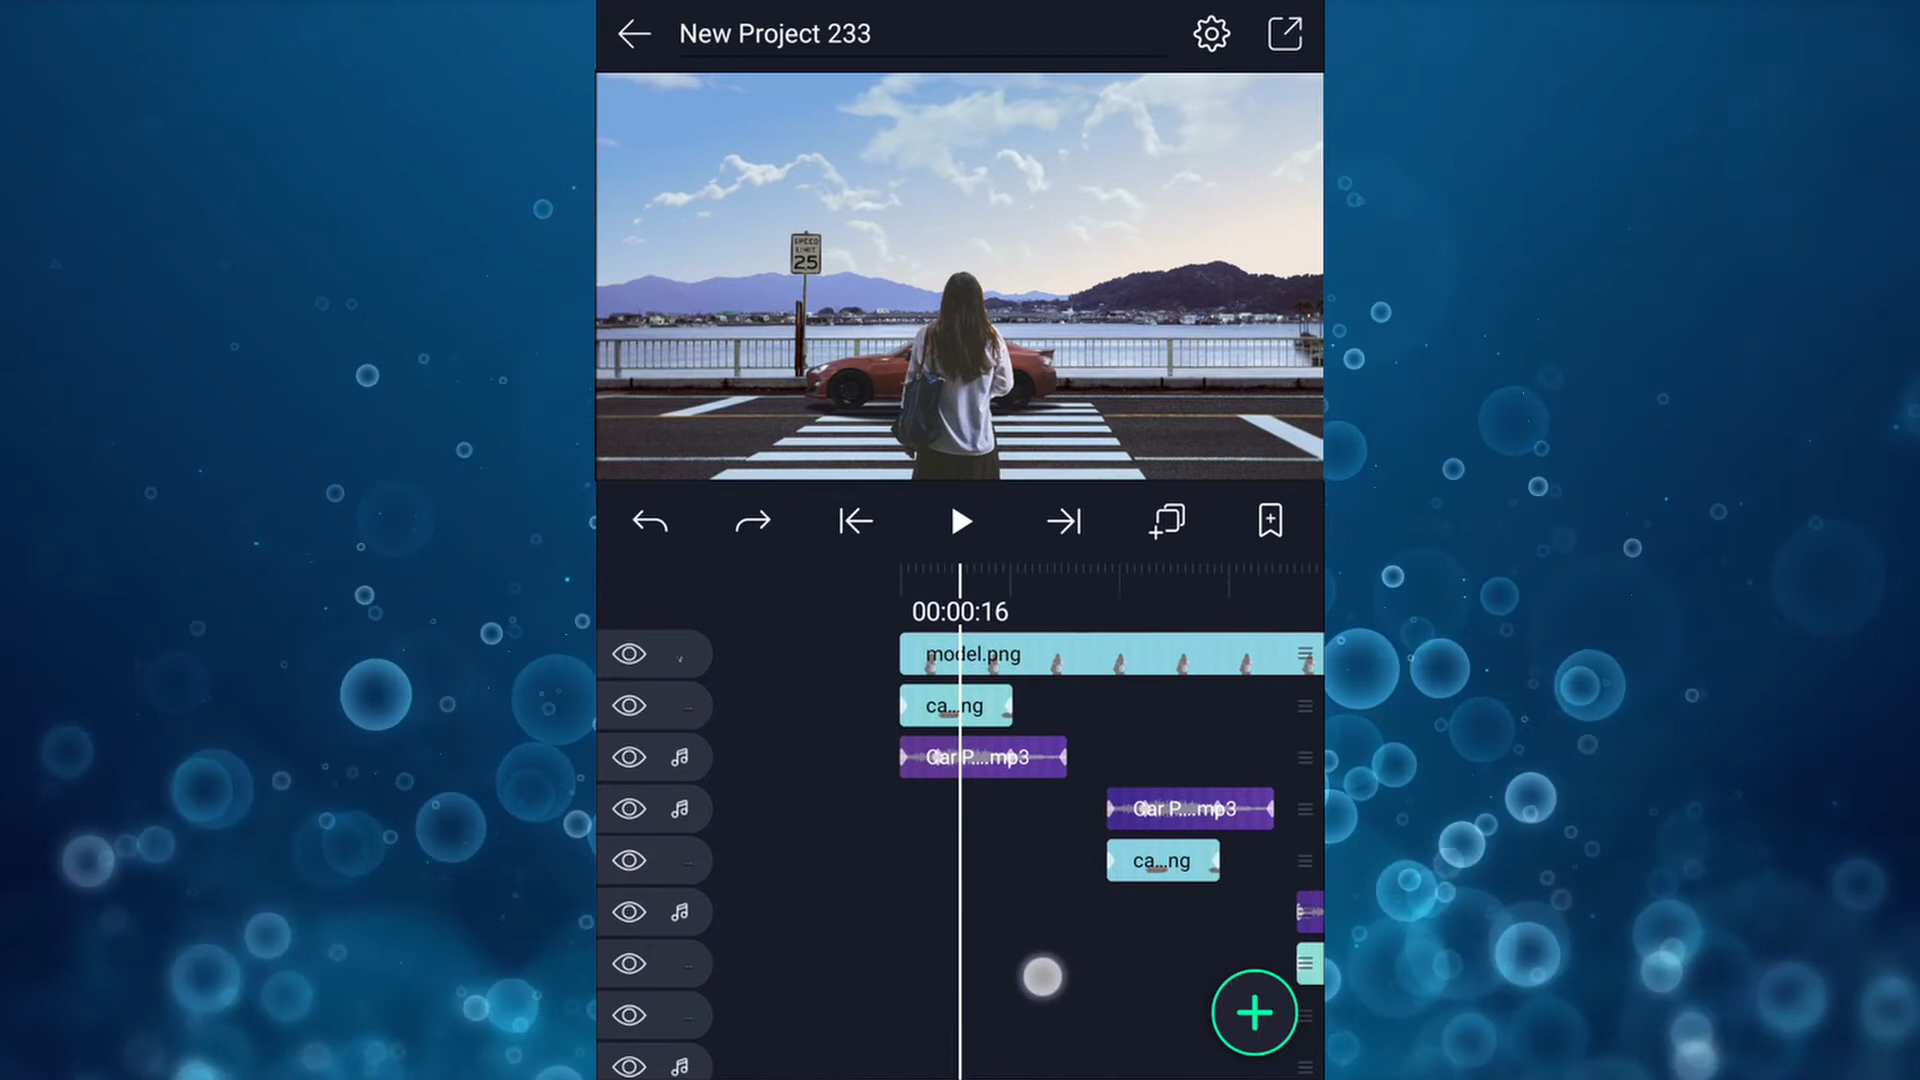 New Project 233
SPEED
LIMIT
25
00:00:16
model.png
ca...ng
Car P....mp3
Car P....mp3
ca...ng